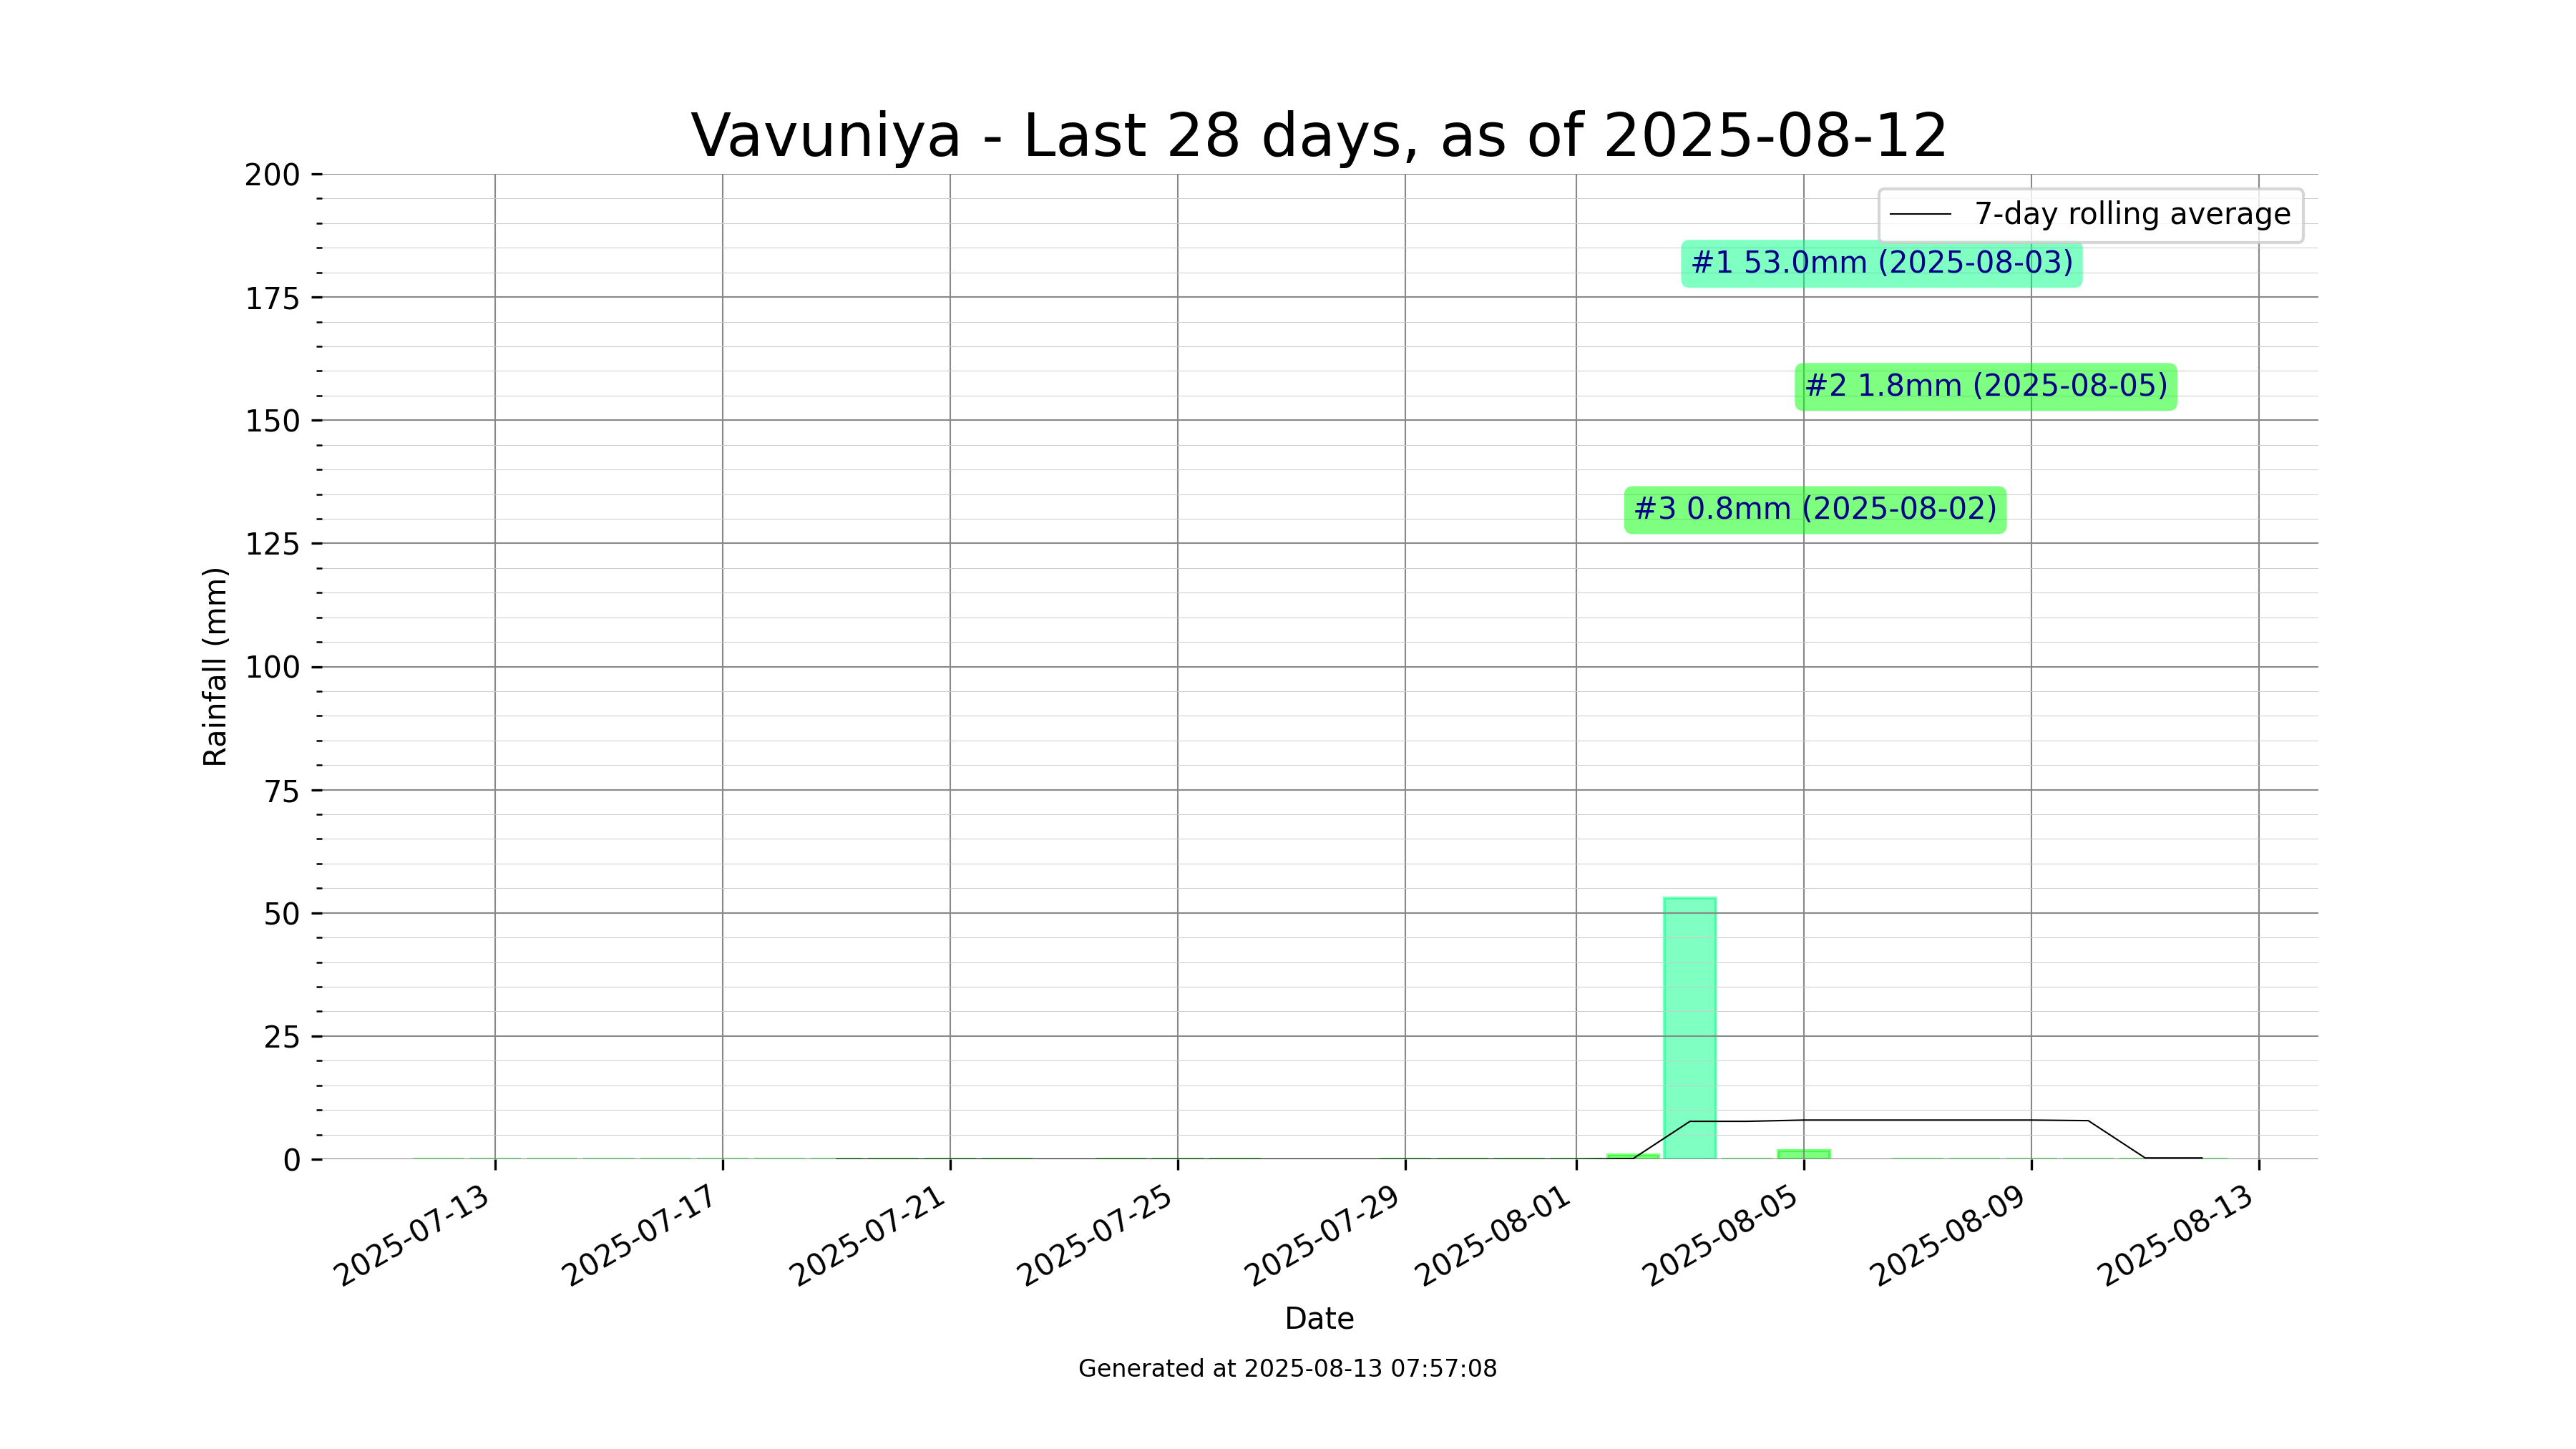 Vavuniya - Last 28 days, as of 2025-08-12
200
175
150
125
100
75
50
25
0
Rainfall (mm)
7-day rolling average
#1 53.0mm (2025-08-03)
#2 1.8mm (2025-08-05)
#3 0.8mm (2025-08-02)
2025-07-13
2025-07-17
2025-07-21
2025-07-25
2025-07-29
2025-08-01
2025-08-05
2025-08-09
2025-08-13
Date
Generated at 2025-08-13 07:57:08